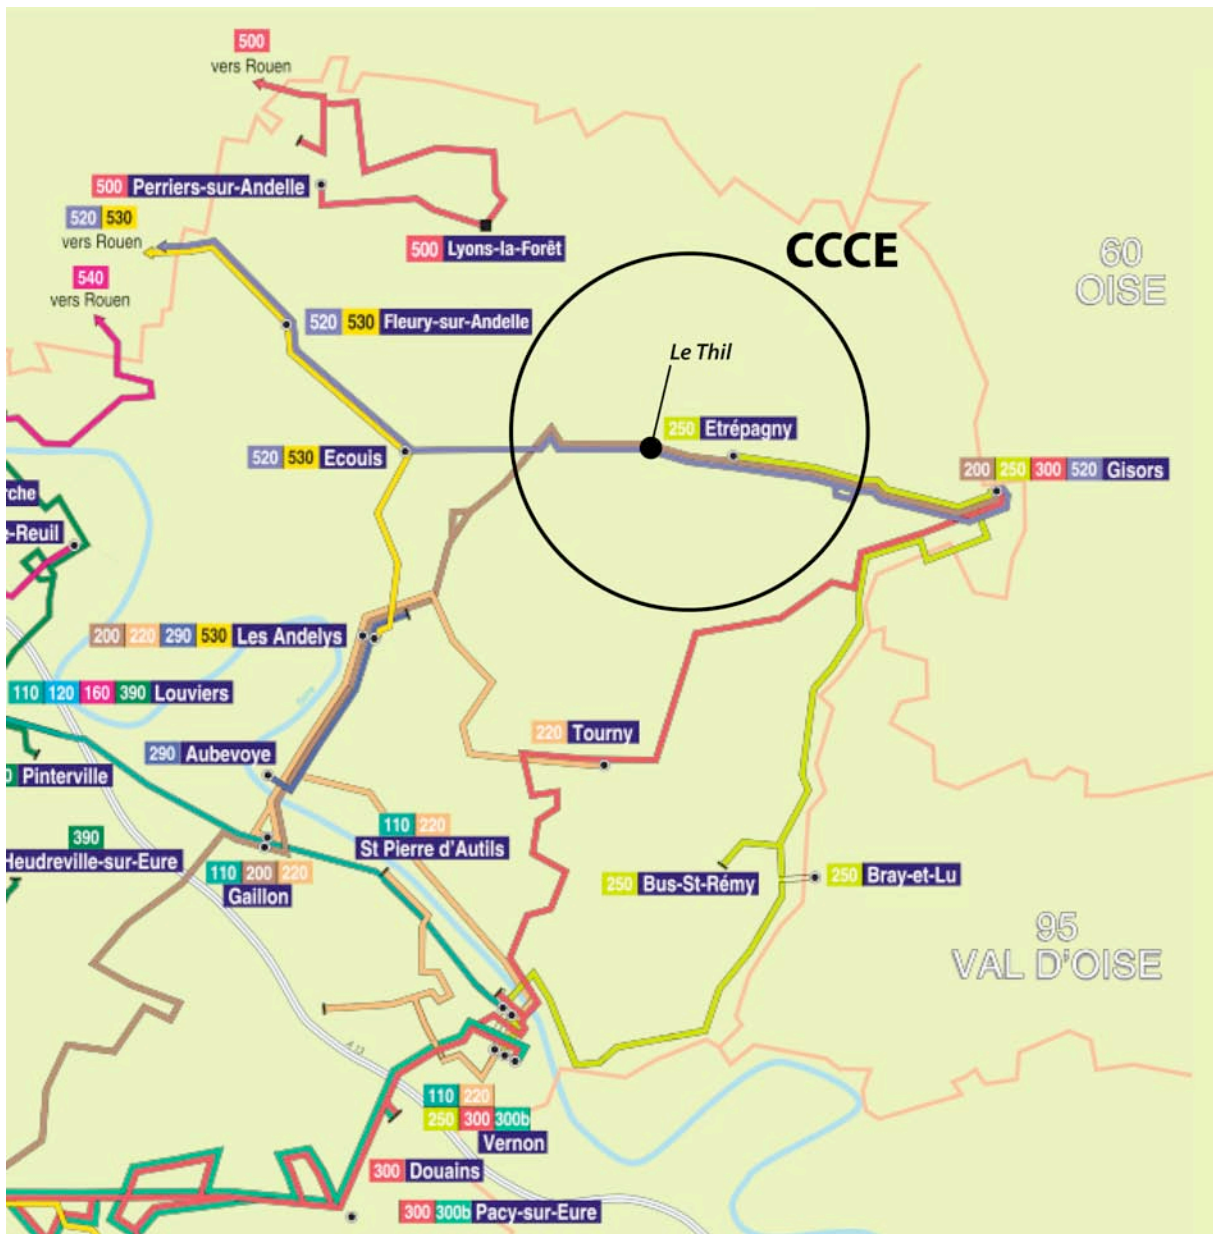 500
vers Rouen
500 Perriers-sur-Andelle
520 530
vers Rouen
500 Lyons-la-Forêt
CCCE
60
OISE
540
vers Rouen
520 530 Fleury-sur-Andelle
Le Thil
250 Etrépagny
520 530 Ecouis
200 250 300 520 Gisors
rche
-Reuil
200 220 290 530 Les Andelys
110 120 160 390 Louviers
220 Tourny
290 Aubevoye
Pinterville
390
Heudreville-sur-Eure
110 220
St Pierre d'Autils
110 200 220
Gaillon
250 Bus-St-Rémy
250 Bray-et-Lu
95
VAL D'OISE
A 13
110 220
250 300 300b
Vernon
300 Douains
300 300b Pacy-sur-Eure